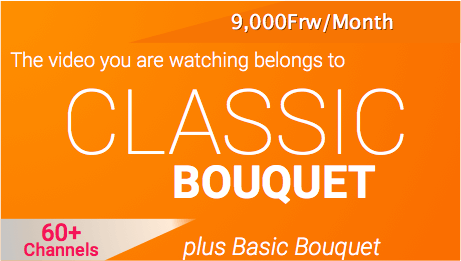 9,000Frw/Month
The video you are watching belongs to
CLASSIC
BOUQUET
60+
Channels
plus Basic Bouquet